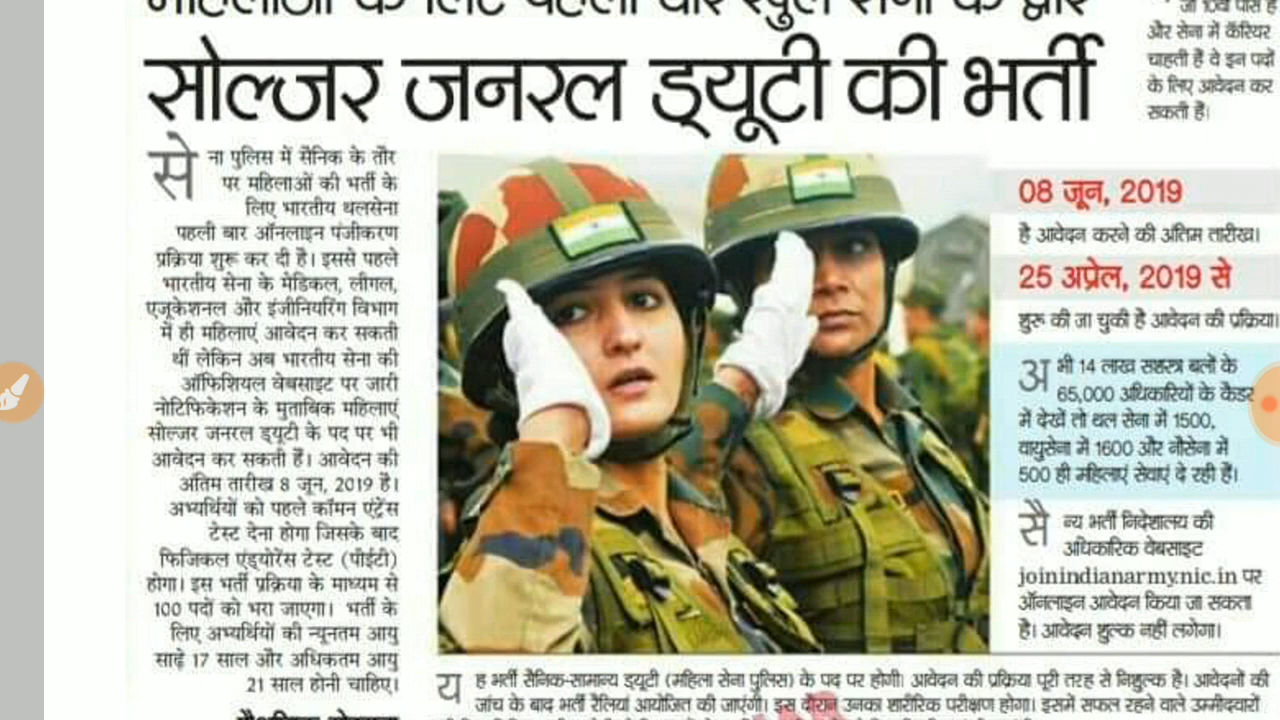 महिलाओं के लिए पहली बार खुले सेना के द्वार
सोल्जर जनरल ड्यूटी की भर्ती
सेना पुलिस में सैनिक के तौर
पर महिलाओं की भर्ती के
लिए भारतीय थलसेना
पहली बार ऑनलाइन पंजीकरण
प्रक्रिया शुरू कर दी है। इससे पहले
भारतीय सेना के मेडिकल, लीगल,
एजूकेशनल और इंजीनियरिंग विभाग
में ही महिलाएं आवेदन कर सकती
थीं लेकिन अब भारतीय सेना की
ऑफिशियल वेबसाइट पर जारी
नोटिफिकेशन के मुताबिक महिलाएं
सोल्जर जनरल ड्यूटी के पद पर भी
आवेदन कर सकती हैं। आवेदन की
अंतिम तारीख 8 जून, 2019 है।
अभ्यर्थियों को पहले कॉमन एंट्रेंस
टेस्ट देना होगा जिसके बाद
फिजिकल एंड्योरेंस टेस्ट (पीईटी)
होगा। इस भर्ती प्रक्रिया के माध्यम से
100 पदों को भरा जाएगा। भर्ती के
लिए अभ्यर्थियों की न्यूनतम आयु
साढ़े 17 साल और अधिकतम आयु
21 साल होनी चाहिए।
जो 10वीं पास हैं
और सेना में कॅरियर
चाहती हैं वे इन पदों
के लिए आवेदन कर
सकती हैं।
08 जून, 2019
है आवेदन करने की अंतिम तारीख।
25 अप्रेल, 2019 से
शुरू की जा चुकी है आवेदन की प्रक्रिया।
अभी 14 लाख सशस्त्र बलों के
65,000 अधिकारियों के कैडर
में देखें तो थल सेना में 1500,
वायुसेना में 1600 और नौसेना में
500 ही महिलाएं सेवाएं दे रही हैं।
सैन्य भर्ती निदेशालय की
अधिकारिक वेबसाइट
joinindianarmy.nic.in पर
ऑनलाइन आवेदन किया जा सकता
है। आवेदन शुल्क नहीं लगेगा।
यह भर्ती सैनिक-सामान्य ड्यूटी (महिला सेना पुलिस) के पद पर होगी। आवेदन की प्रक्रिया पूरी तरह से निशुल्क है। आवेदनों की
जांच के बाद भर्ती रैलियां आयोजित की जाएंगी। इस दौरान उनका शारीरिक परीक्षण होगा। इसमें सफल रहने वाले उम्मीदवारों